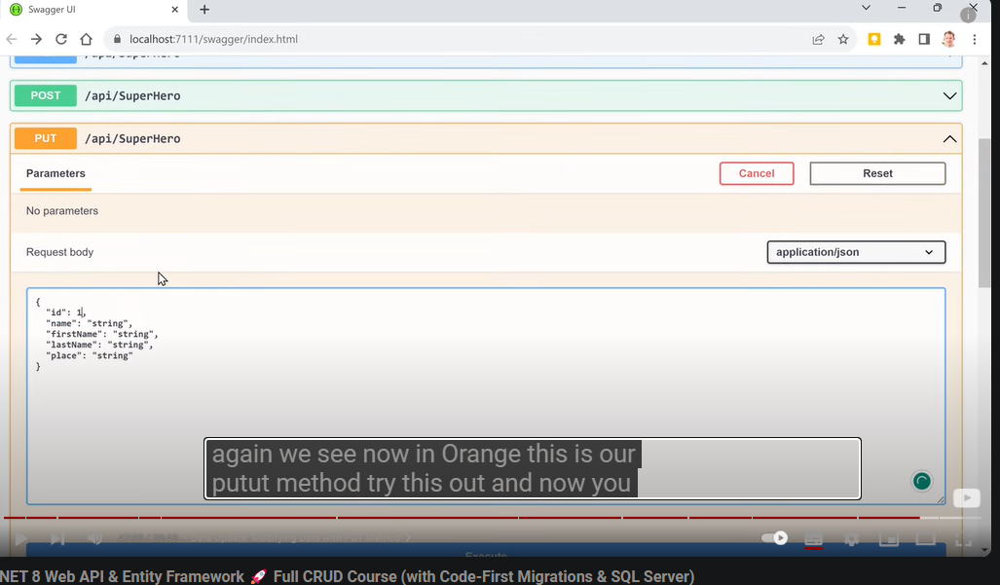 Swagger UI
localhost:7111/swagger/index.html
/api/SuperHero
POST /api/SuperHero
PUT /api/SuperHero
Parameters
Cancel
Reset
No parameters
Request body
application/json
{
"id": 1,
"name": "string",
"firstName": "string",
"lastName": "string",
"place": "string"
}
again we see now in Orange this is our
putut method try this out and now you
Execute
NET 8 Web API & Entity Framework 🚀 Full CRUD Course (with Code-First Migrations & SQL Server)